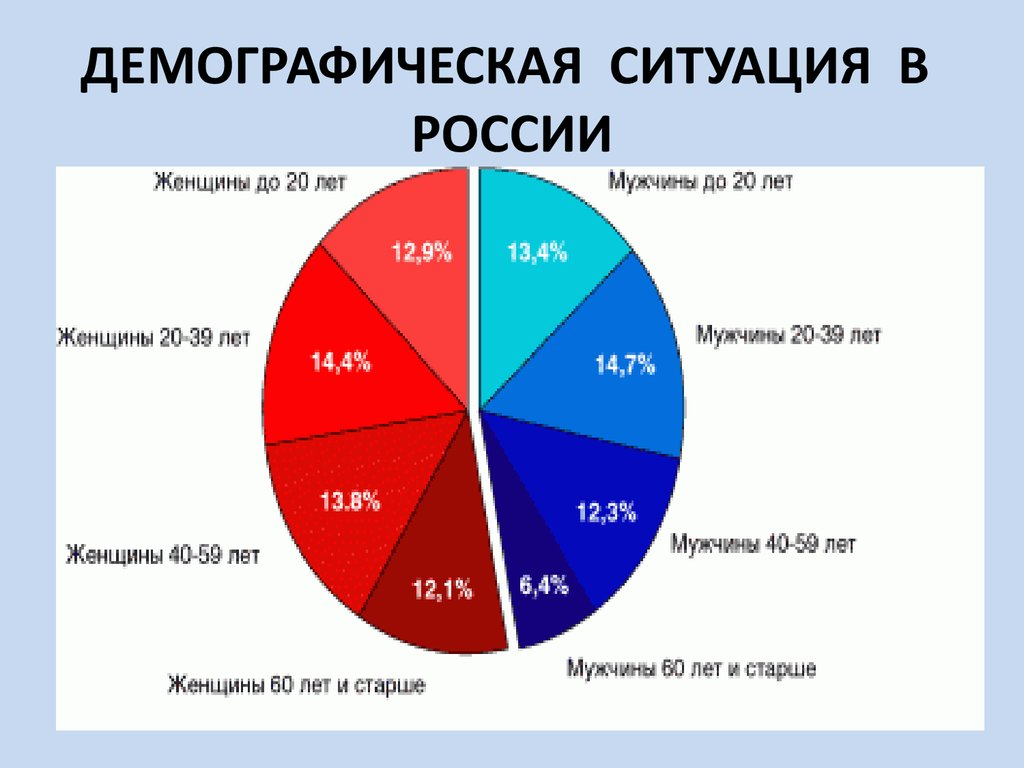 ДЕМОГРАФИЧЕСКАЯ СИТУАЦИЯ В
РОССИИ
Женщины до 20 лет
Мужчины до 20 лет
12,9%
13,4%
Женщины 20-39 лет
Мужчины 20-39 лет
14,4%
14,7%
13.8%
12,3%
Женщины 40-59 лет
Мужчины 40-59 лет
12,1%
6,4%
Женщины 60 лет и старше
Мужчины 60 лет и старше